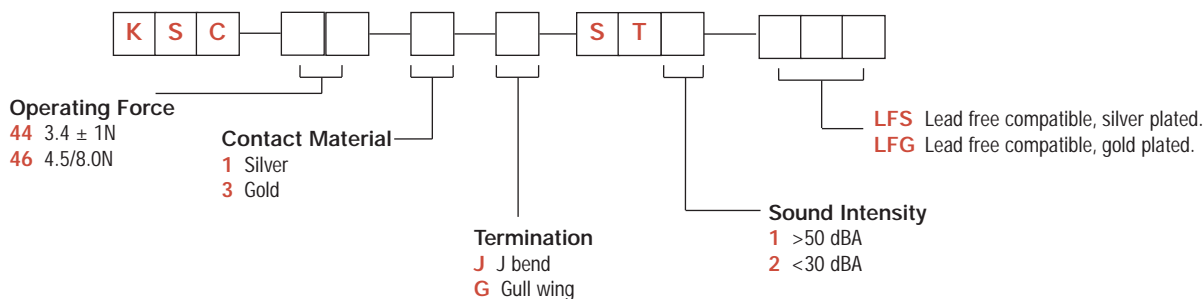 K S C S T
Operating Force
44 3.4 ± 1N
46 4.5/8.0N
Contact Material
1 Silver
3 Gold
Termination
J J bend
G Gull wing
Sound Intensity
1 >50 dBA
2 <30 dBA
LFS Lead free compatible, silver plated.
LFG Lead free compatible, gold plated.